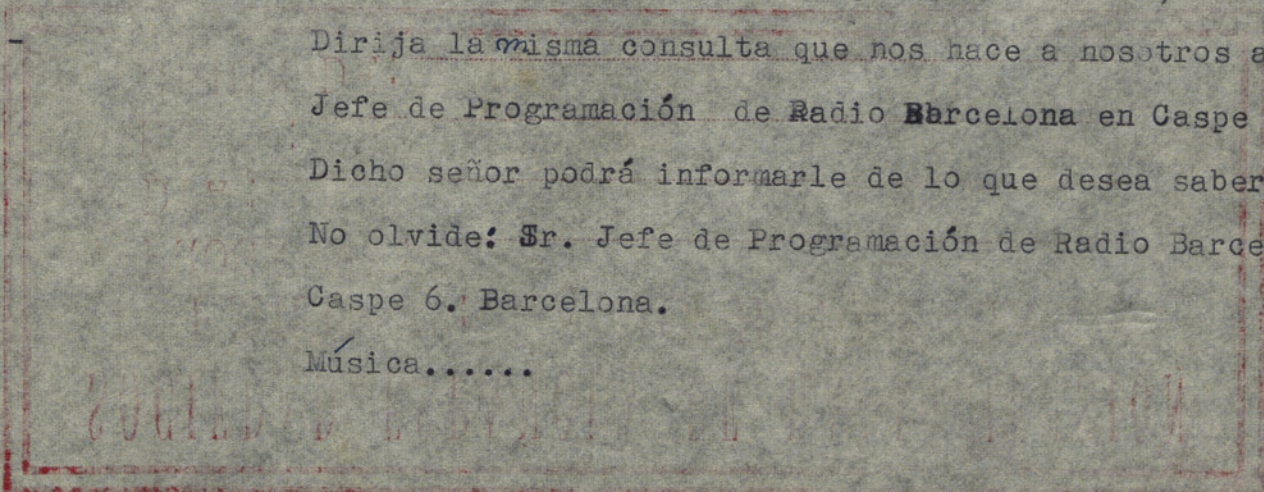 Dirija la misma consulta que nos hace a nosotros a
Jefe de Programación de Radio Barcelona en Caspe
Dicho señor podrá informarle de lo que desea saber
No olvide: Sr. Jefe de Programación de Radio Barce
Caspe 6. Barcelona.
Música......